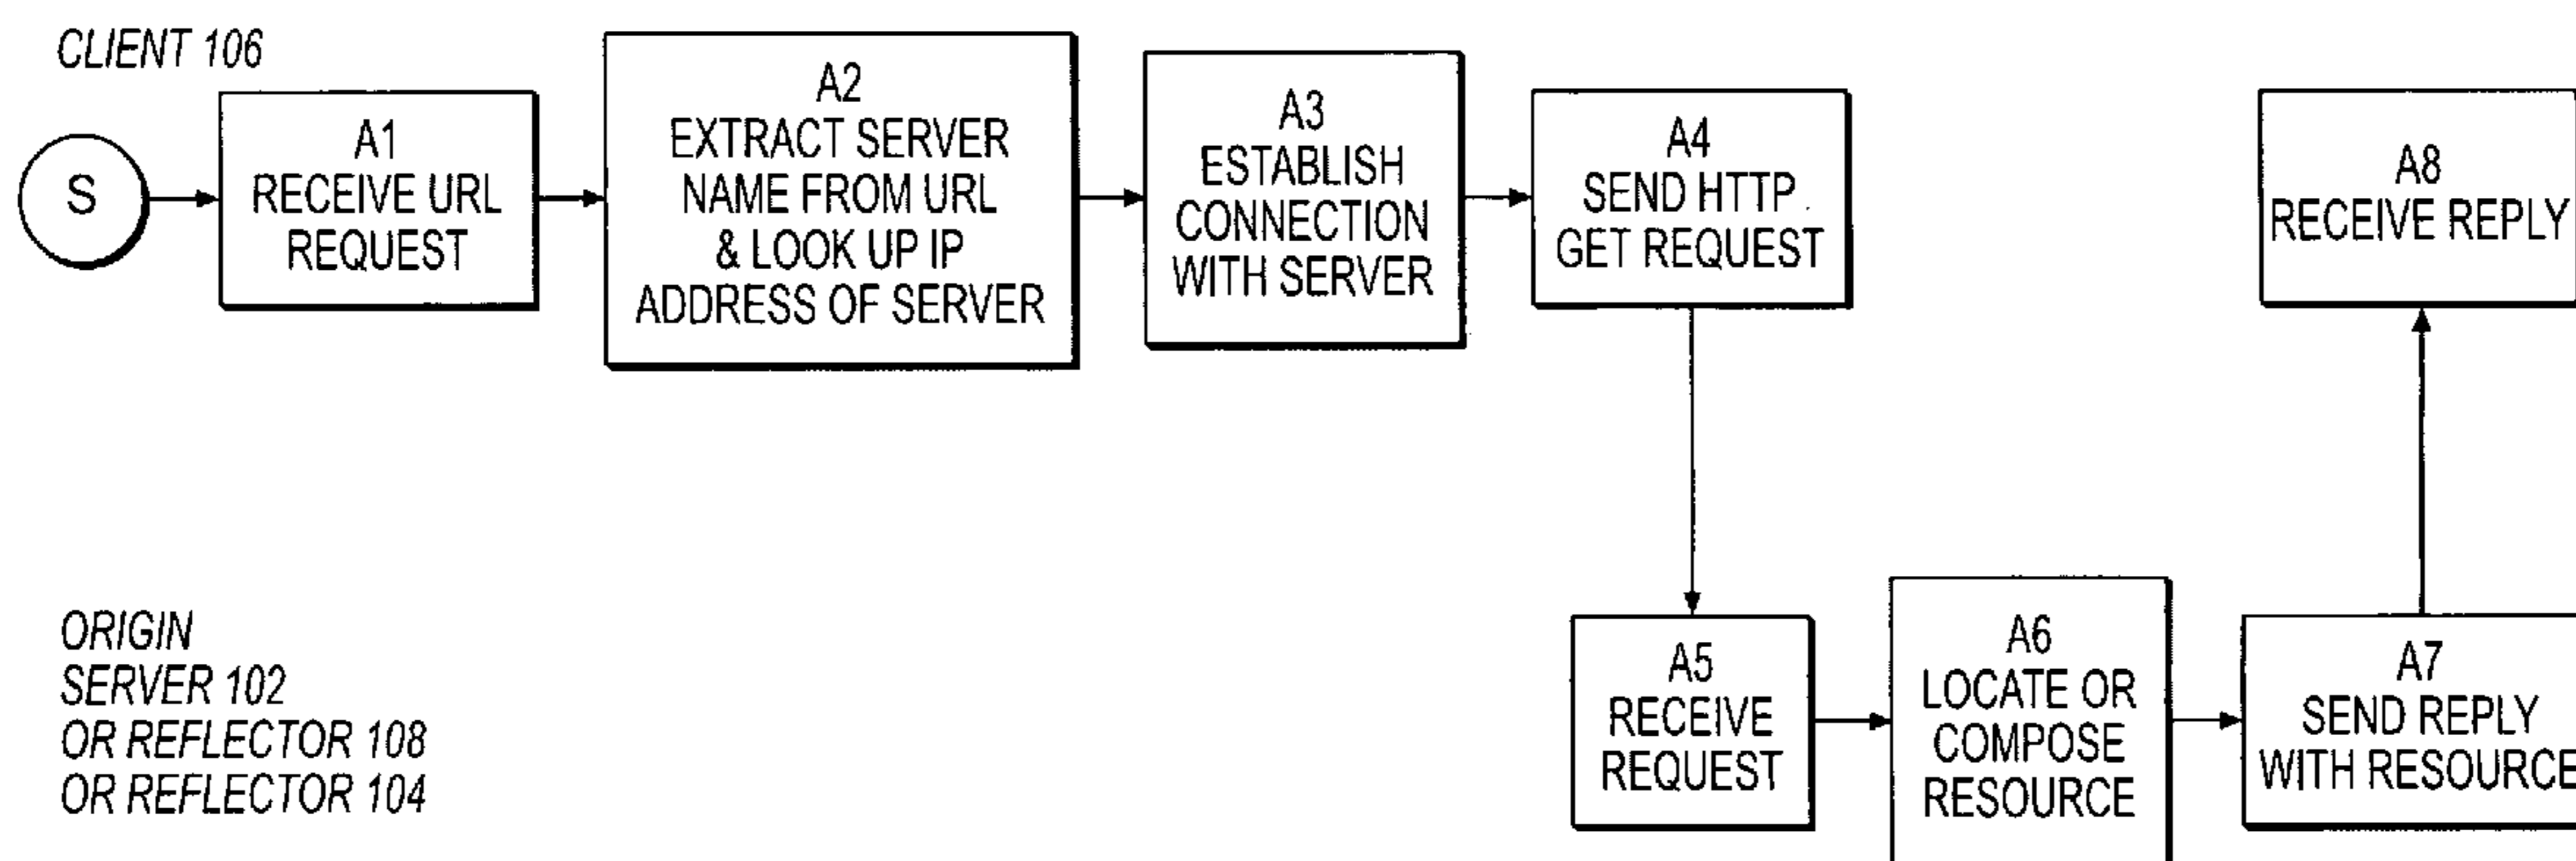 CLIENT 106
S
A1
RECEIVE URL
REQUEST
A2
EXTRACT SERVER
NAME FROM URL
& LOOK UP IP
ADDRESS OF SERVER
A3
ESTABLISH
CONNECTION
WITH SERVER
A4
SEND HTTP
GET REQUEST
A8
RECEIVE REPLY
ORIGIN
SERVER 102
OR REFLECTOR 108
OR REFLECTOR 104
A5
RECEIVE
REQUEST
A6
LOCATE OR
COMPOSE
RESOURCE
A7
SEND REPLY
WITH RESOURCE